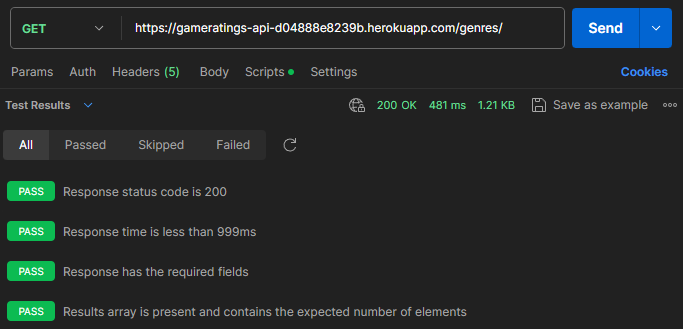 GET https://gameratings-api-d04888e8239b.herokuapp.com/genres/ Send
Params Auth Headers (5) Body Scripts Settings Cookies
Test Results 200 OK 481 ms 1.21 KB Save as example
All Passed Skipped Failed
PASS Response status code is 200
PASS Response time is less than 999ms
PASS Response has the required fields
PASS Results array is present and contains the expected number of elements